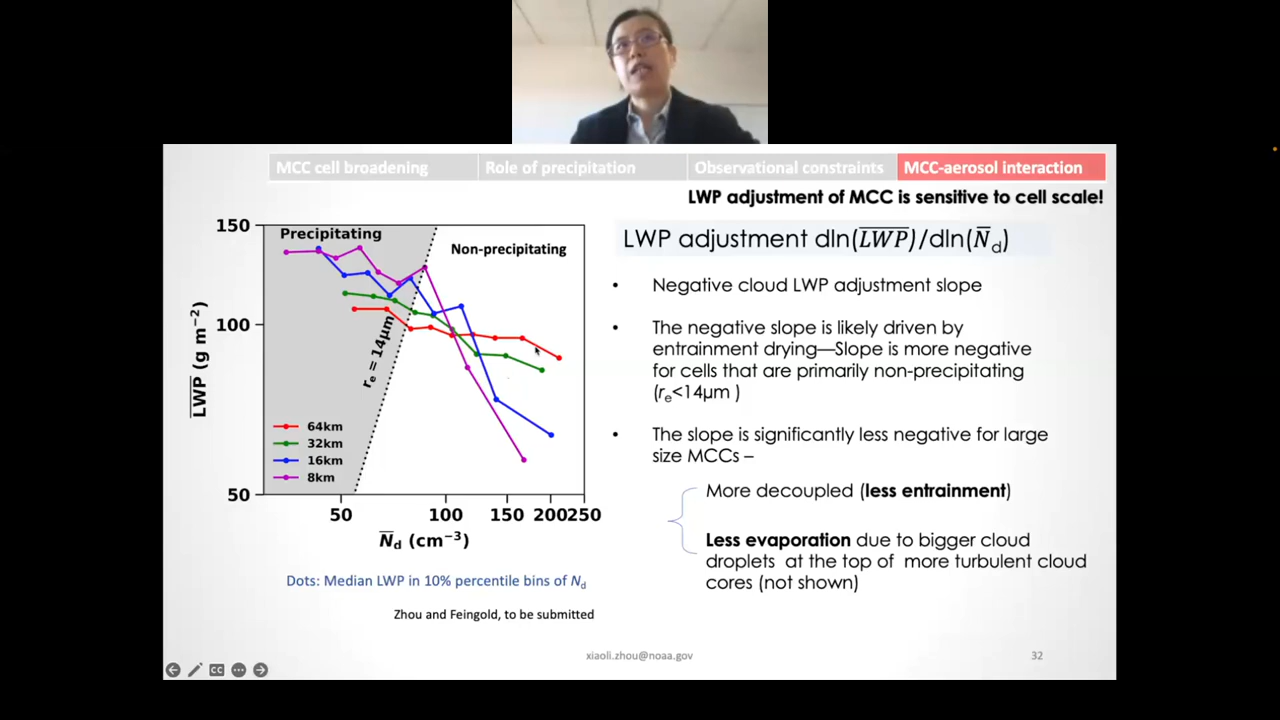 MCC cell broadening Role of precipitation Observational constraints MCC-aerosol interaction
LWP adjustment of MCC is sensitive to cell scale!
150
100
50
LWP (g m⁻²)
Precipitating
Non-precipitating
rₑ = 14μm
64km
32km
16km
8km
50 100 150 200 250
N̅d (cm⁻³)
Dots: Median LWP in 10% percentile bins of Nd
Zhou and Feingold, to be submitted
LWP adjustment dln(L̅W̅P̅)/dln(N̅d)
• Negative cloud LWP adjustment slope
• The negative slope is likely driven by
entrainment drying—Slope is more negative
for cells that are primarily non-precipitating
(rₑ<14μm )
• The slope is significantly less negative for large
size MCCs –
More decoupled (less entrainment)
Less evaporation due to bigger cloud
droplets at the top of more turbulent cloud
cores (not shown)
xiaoli.zhou@noaa.gov
32
CC